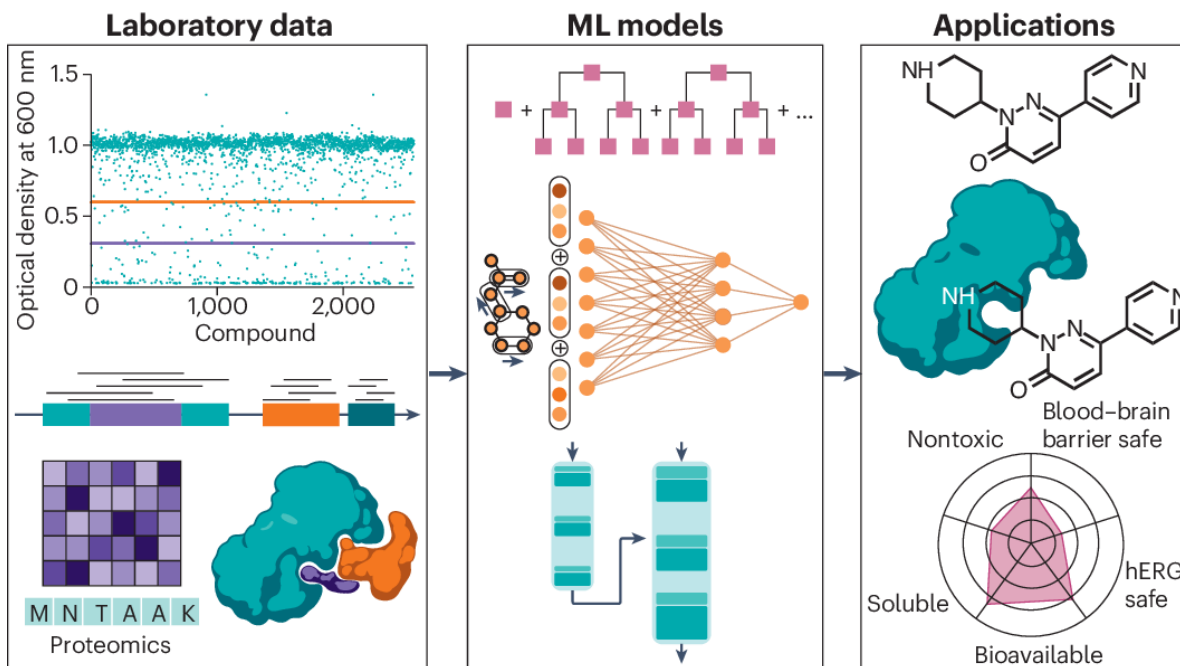 Laboratory data
Optical density at 600 nm
1.5
1.0
0.5
0
0
1,000
2,000
Compound
M N T A A K
Proteomics
ML models
+
+
+ ...
+
+
Applications
NH
N
N
N
O
NH
N
N
N
O
Nontoxic
Blood–brain
barrier safe
hERG
safe
Bioavailable
Soluble